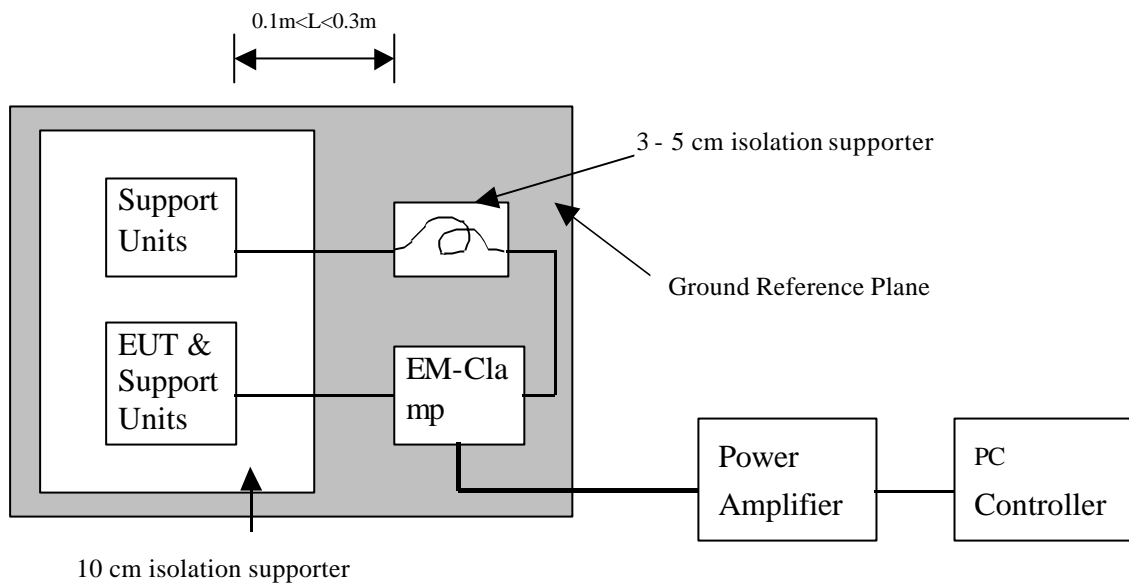 0.1m<L<0.3m
3 - 5 cm isolation supporter
Support
Units
Ground Reference Plane
EUT &
Support
Units
EM-Cla
mp
Power
Amplifier
PC
Controller
10 cm isolation supporter